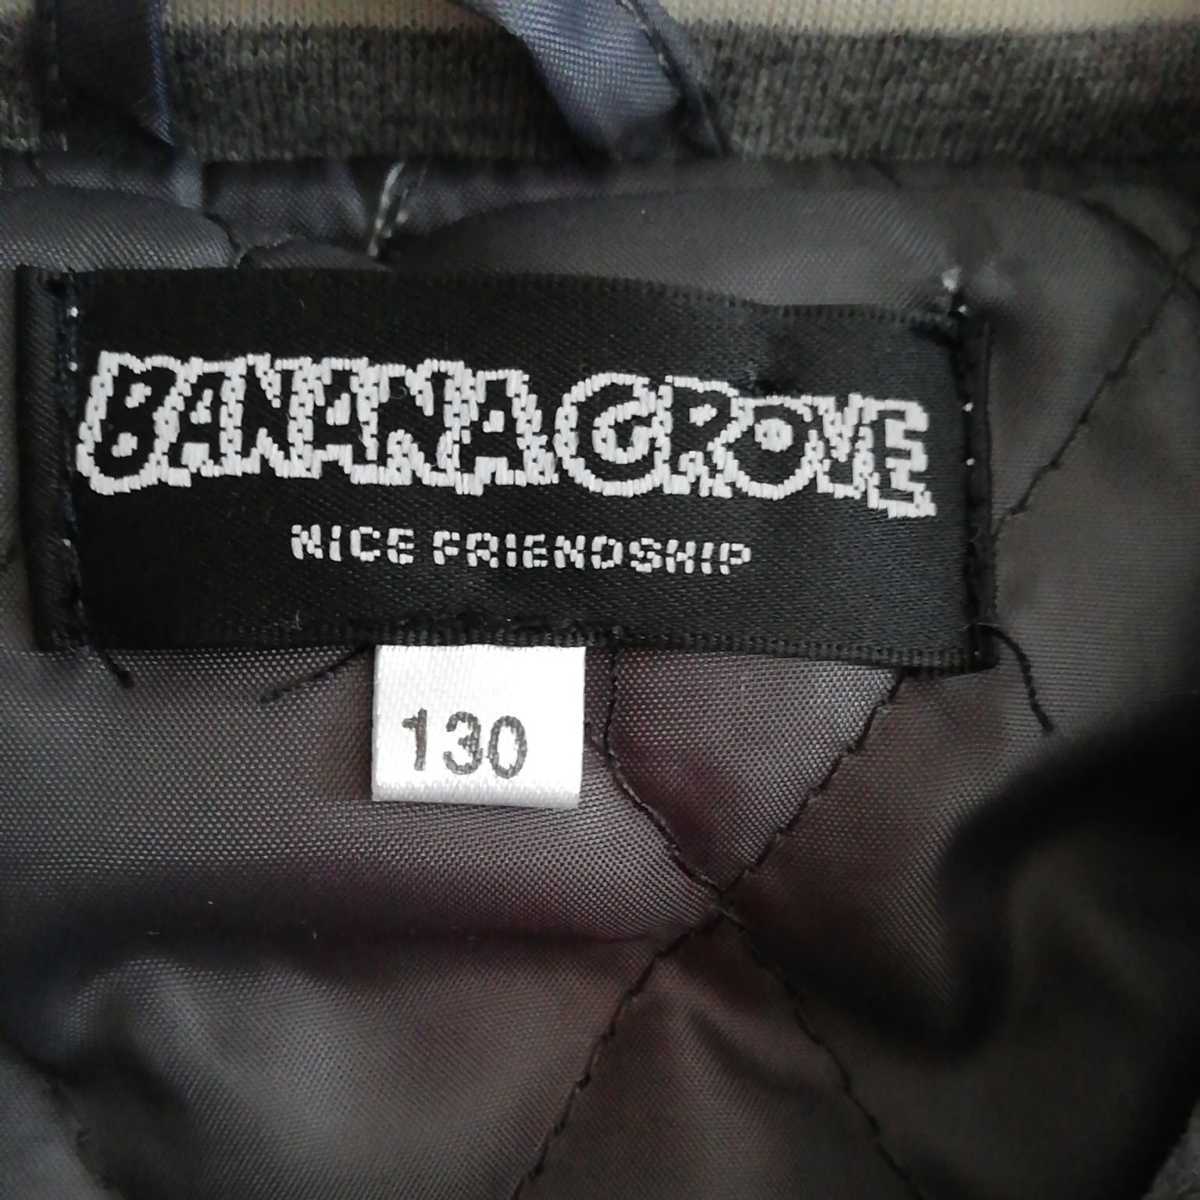 BANANA GROVE
NICE FRIENDSHIP
130